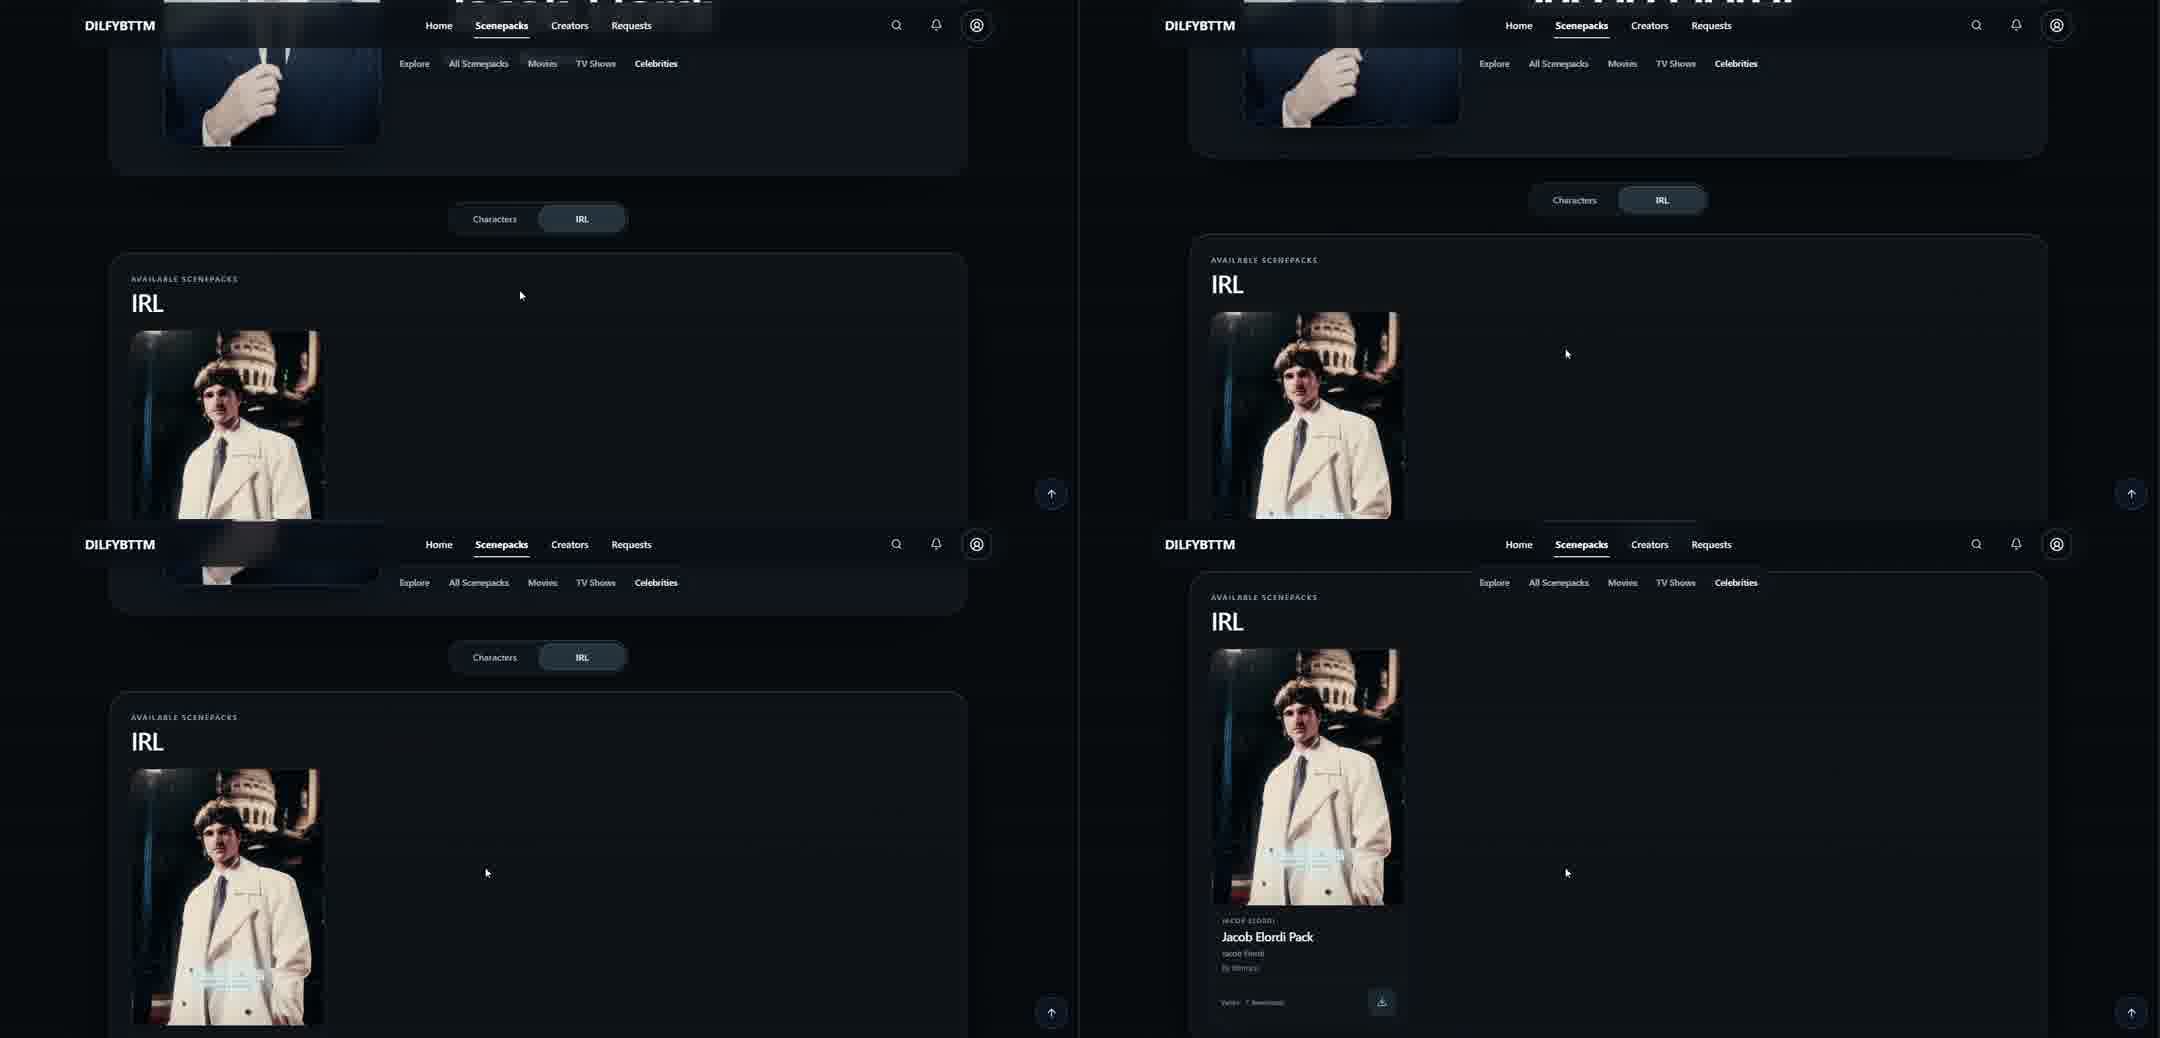 DILFYBTTM Home Scenepacks Creators Requests
Explore All Scenepacks Movies TV Shows Celebrities
Characters IRL
AVAILABLE SCENEPACKS
IRL
DILFYBTTM Home Scenepacks Creators Requests
Explore All Scenepacks Movies TV Shows Celebrities
Characters IRL
AVAILABLE SCENEPACKS
IRL
DILFYBTTM Home Scenepacks Creators Requests
Explore All Scenepacks Movies TV Shows Celebrities
Characters IRL
AVAILABLE SCENEPACKS
IRL
DILFYBTTM Home Scenepacks Creators Requests
Explore All Scenepacks Movies TV Shows Celebrities
AVAILABLE SCENEPACKS
IRL
JACOB ELORDI
Jacob Elordi Pack
Jacob Elordi
By